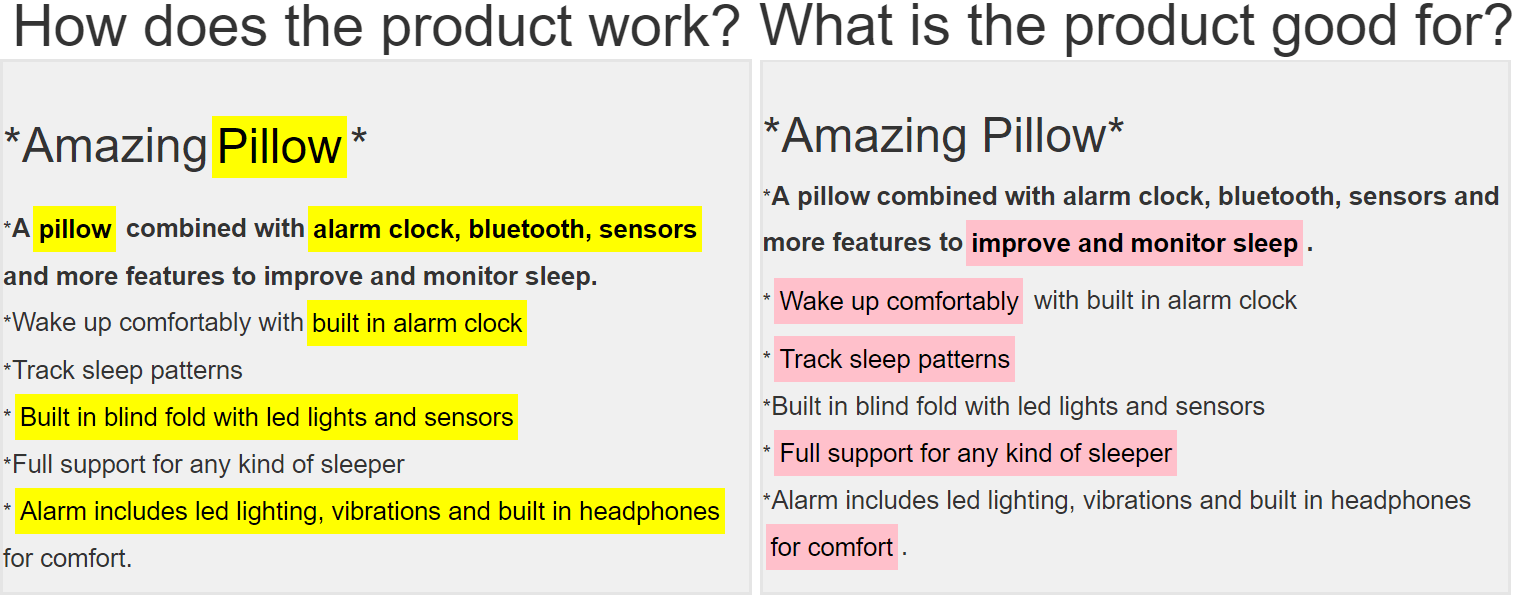 How does the product work?
*Amazing Pillow *
*A pillow combined with alarm clock, bluetooth, sensors
and more features to improve and monitor sleep.
*Wake up comfortably with built in alarm clock
*Track sleep patterns
* Built in blind fold with led lights and sensors
*Full support for any kind of sleeper
* Alarm includes led lighting, vibrations and built in headphones
for comfort.
What is the product good for?
*Amazing Pillow*
*A pillow combined with alarm clock, bluetooth, sensors and
more features to improve and monitor sleep .
* Wake up comfortably with built in alarm clock
* Track sleep patterns
*Built in blind fold with led lights and sensors
* Full support for any kind of sleeper
*Alarm includes led lighting, vibrations and built in headphones
for comfort .